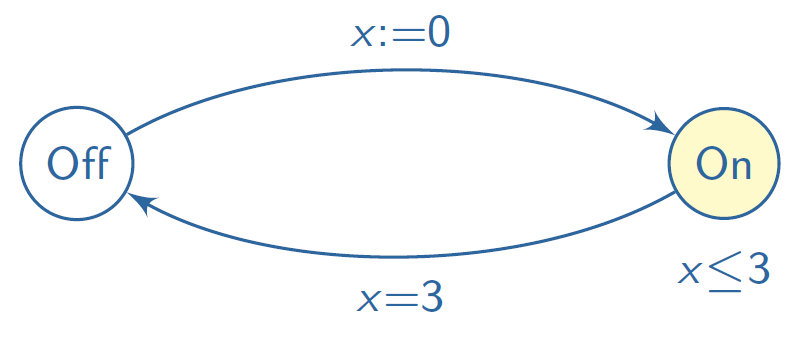 x:=0
Off
On
x≤3
x=3